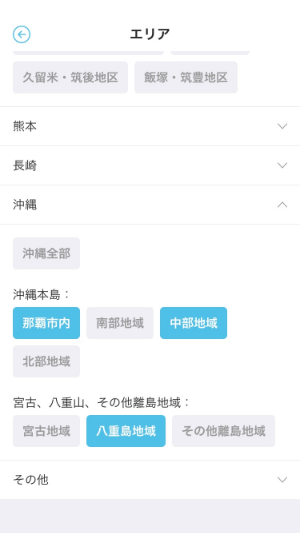 エリア
久留米・筑後地区 飯塚・筑豊地区
熊本
長崎
沖縄
沖縄全部
沖縄本島：
那覇市内 南部地域 中部地域
北部地域
宮古、八重山、その他離島地域：
宮古地域 八重島地域 その他離島地域
その他